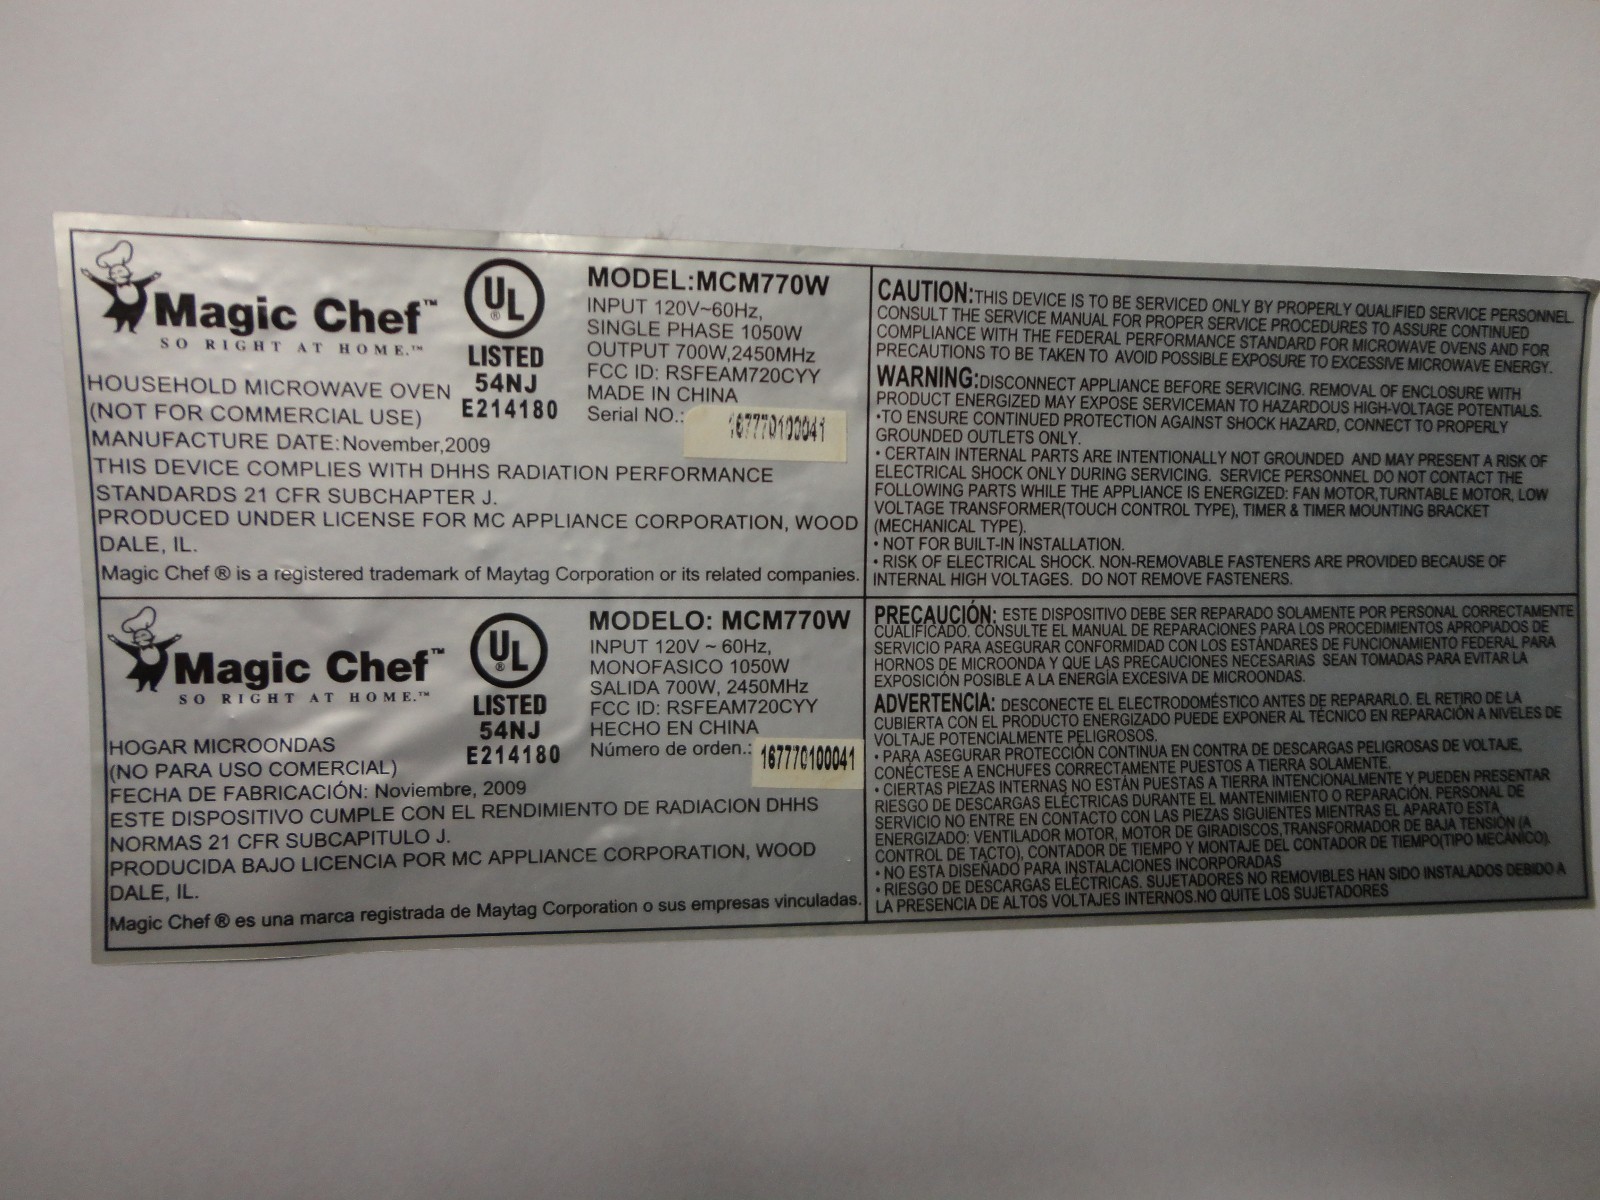 Magic Chef™
SO RIGHT AT HOME.™
UL ®
LISTED
54NJ
E214180
HOUSEHOLD MICROWAVE OVEN
(NOT FOR COMMERCIAL USE)
MANUFACTURE DATE:November,2009
MODEL:MCM770W
INPUT 120V~60Hz,
SINGLE PHASE 1050W
OUTPUT 700W,2450MHz
FCC ID: RSFEAM720CYY
MADE IN CHINA
Serial NO.: 167770100041
THIS DEVICE COMPLIES WITH DHHS RADIATION PERFORMANCE
STANDARDS 21 CFR SUBCHAPTER J.
PRODUCED UNDER LICENSE FOR MC APPLIANCE CORPORATION, WOOD
DALE, IL.
Magic Chef ® is a registered trademark of Maytag Corporation or its related companies.
CAUTION:THIS DEVICE IS TO BE SERVICED ONLY BY PROPERLY QUALIFIED SERVICE PERSONNEL.
CONSULT THE SERVICE MANUAL FOR PROPER SERVICE PROCEDURES TO ASSURE CONTINUED
COMPLIANCE WITH THE FEDERAL PERFORMANCE STANDARD FOR MICROWAVE OVENS AND FOR
PRECAUTIONS TO BE TAKEN TO AVOID POSSIBLE EXPOSURE TO EXCESSIVE MICROWAVE ENERGY.
WARNING:DISCONNECT APPLIANCE BEFORE SERVICING. REMOVAL OF ENCLOSURE WITH
PRODUCT ENERGIZED MAY EXPOSE SERVICEMAN TO HAZARDOUS HIGH-VOLTAGE POTENTIALS.
•TO ENSURE CONTINUED PROTECTION AGAINST SHOCK HAZARD, CONNECT TO PROPERLY
GROUNDED OUTLETS ONLY.
• CERTAIN INTERNAL PARTS ARE INTENTIONALLY NOT GROUNDED AND MAY PRESENT A RISK OF
ELECTRICAL SHOCK ONLY DURING SERVICING. SERVICE PERSONNEL DO NOT CONTACT THE
FOLLOWING PARTS WHILE THE APPLIANCE IS ENERGIZED: FAN MOTOR,TURNTABLE MOTOR, LOW
VOLTAGE TRANSFORMER(TOUCH CONTROL TYPE), TIMER & TIMER MOUNTING BRACKET
(MECHANICAL TYPE).
• NOT FOR BUILT-IN INSTALLATION.
• RISK OF ELECTRICAL SHOCK. NON-REMOVABLE FASTENERS ARE PROVIDED BECAUSE OF
INTERNAL HIGH VOLTAGES. DO NOT REMOVE FASTENERS.
Magic Chef™
SO RIGHT AT HOME.™
UL ®
LISTED
54NJ
E214180
HOGAR MICROONDAS
(NO PARA USO COMERCIAL)
FECHA DE FABRICACIÓN: Noviembre, 2009
MODELO: MCM770W
INPUT 120V ~ 60Hz,
MONOFASICO 1050W
SALIDA 700W, 2450MHz
FCC ID: RSFEAM720CYY
HECHO EN CHINA
Número de orden.: 167770100041
ESTE DISPOSITIVO CUMPLE CON EL RENDIMIENTO DE RADIACION DHHS
NORMAS 21 CFR SUBCAPITULO J.
PRODUCIDA BAJO LICENCIA POR MC APPLIANCE CORPORATION, WOOD
DALE, IL.
Magic Chef ® es una marca registrada de Maytag Corporation o sus empresas vinculadas.
PRECAUCIÓN: ESTE DISPOSITIVO DEBE SER REPARADO SOLAMENTE POR PERSONAL CORRECTAMENTE
CUALIFICADO. CONSULTE EL MANUAL DE REPARACIONES PARA LOS PROCEDIMIENTOS APROPIADOS DE
SERVICIO PARA ASEGURAR CONFORMIDAD CON LOS ESTÁNDARES DE FUNCIONAMIENTO FEDERAL PARA
HORNOS DE MICROONDA Y QUE LAS PRECAUCIONES NECESARIAS SEAN TOMADAS PARA EVITAR LA
EXPOSICIÓN POSIBLE A LA ENERGÍA EXCESIVA DE MICROONDAS.
ADVERTENCIA: DESCONECTE EL ELECTRODOMÉSTICO ANTES DE REPARARLO. EL RETIRO DE LA
CUBIERTA CON EL PRODUCTO ENERGIZADO PUEDE EXPONER AL TÉCNICO EN REPARACIÓN A NIVELES DE
VOLTAJE POTENCIALMENTE PELIGROSOS.
• PARA ASEGURAR PROTECCIÓN CONTINUA EN CONTRA DE DESCARGAS PELIGROSAS DE VOLTAJE,
CONÉCTESE A ENCHUFES CORRECTAMENTE PUESTOS A TIERRA SOLAMENTE.
• CIERTAS PIEZAS INTERNAS NO ESTÁN PUESTAS A TIERRA INTENCIONALMENTE Y PUEDEN PRESENTAR
RIESGO DE DESCARGAS ELÉCTRICAS DURANTE EL MANTENIMIENTO O REPARACIÓN. PERSONAL DE
SERVICIO NO ENTRE EN CONTACTO CON LAS PIEZAS SIGUIENTES MIENTRAS EL APARATO ESTA
ENERGIZADO: VENTILADOR MOTOR, MOTOR DE GIRADISCOS,TRANSFORMADOR DE BAJA TENSIÓN (A
CONTROL DE TACTO), CONTADOR DE TIEMPO Y MONTAJE DEL CONTADOR DE TIEMPO(TIPO MECÁNICO).
• NO ESTA DISEÑADO PARA INSTALACIONES INCORPORADAS
• RIESGO DE DESCARGAS ELÉCTRICAS. SUJETADORES NO REMOVIBLES HAN SIDO INSTALADOS DEBIDO A
LA PRESENCIA DE ALTOS VOLTAJES INTERNOS.NO QUITE LOS SUJETADORES